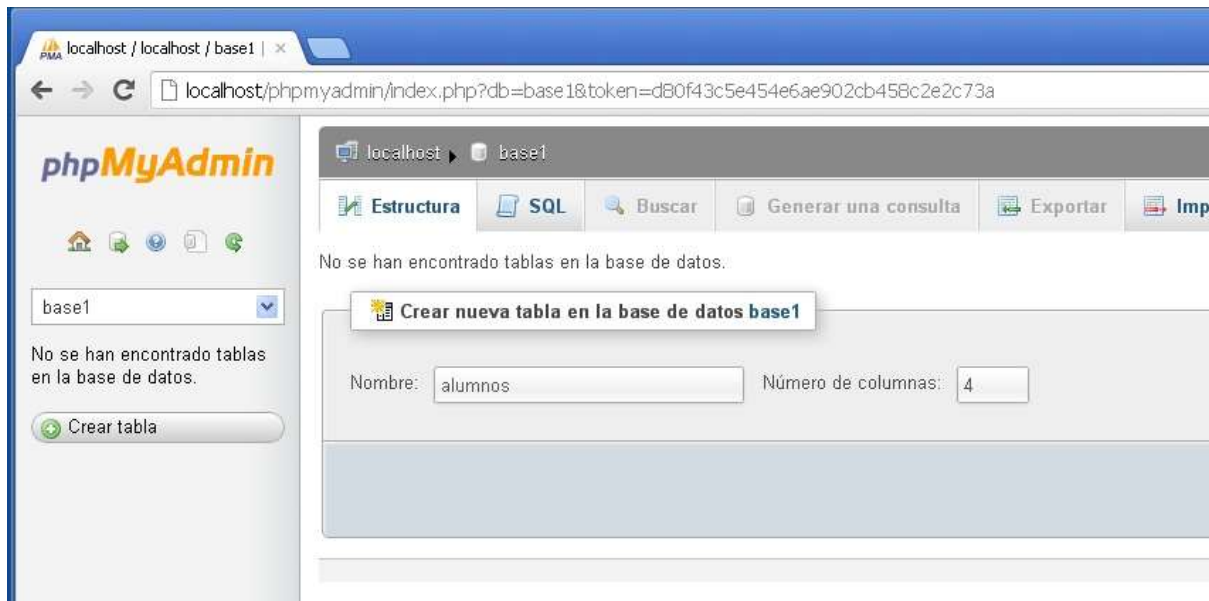 localhost / localhost / base1 |
localhost/phpmyadmin/index.php?db=base1&token=d80f43c5e454e6ae902cb458c2e2c73a
phpMyAdmin
localhost base1
Estructura SQL Buscar Generar una consulta Exportar Imp
No se han encontrado tablas en la base de datos.
base1
Crear nueva tabla en la base de datos base1
No se han encontrado tablas
en la base de datos.
Nombre: alumnos Número de columnas: 4
Crear tabla